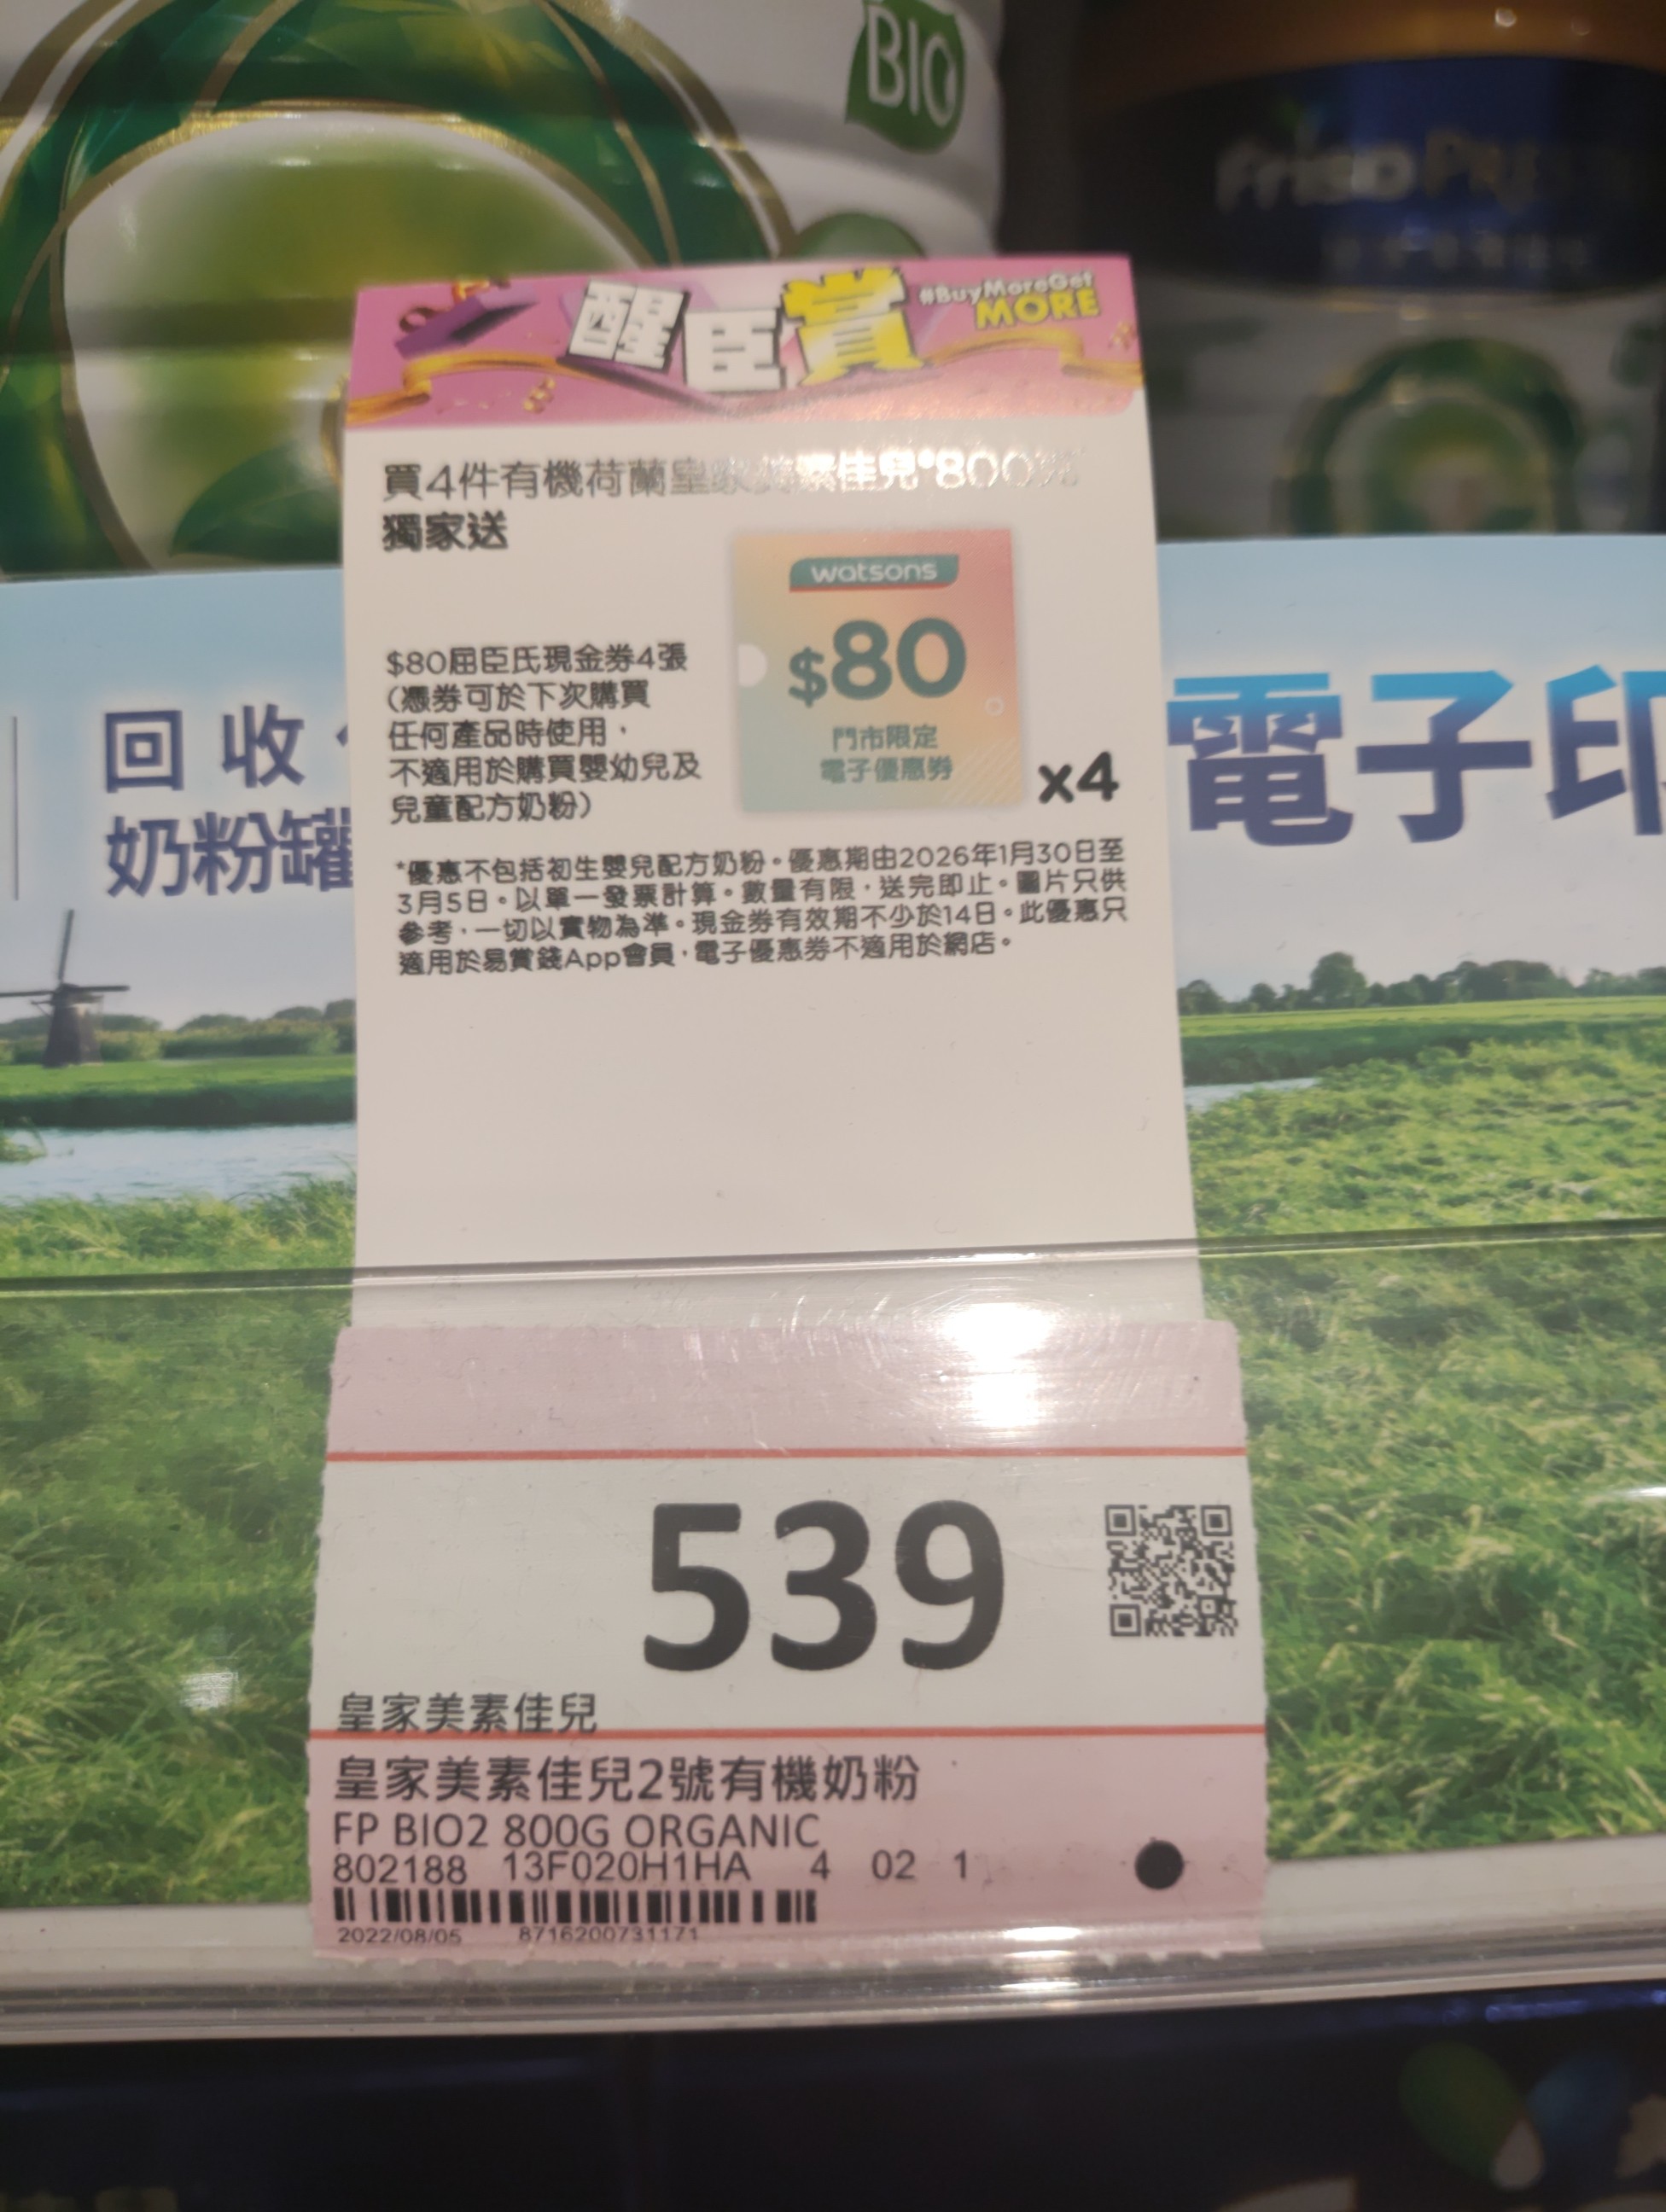 BIO
Friso
醒臣賞
#BuyMoreGet
MORE
買4件有機荷蘭皇家美素佳兒*800克
獨家送
watsons
$80
門市限定
電子優惠券
x4
$80屈臣氏現金券4張
(憑券可於下次購買
任何產品時使用，
不適用於購買嬰幼兒及
兒童配方奶粉)
*優惠不包括初生嬰兒配方奶粉。優惠期由2026年1月30日至
3月5日。以單一發票計算。數量有限，送完即止。圖片只供
參考，一切以實物為準。現金券有效期不少於14日。此優惠只
適用於易賞錢App會員，電子優惠券不適用於網店。
回收
奶粉罐
電子印
539
皇家美素佳兒
皇家美素佳兒2號有機奶粉
FP BIO2 800G ORGANIC
802188 13F020H1HA 4 02 1
2022/08/05 8716200731171